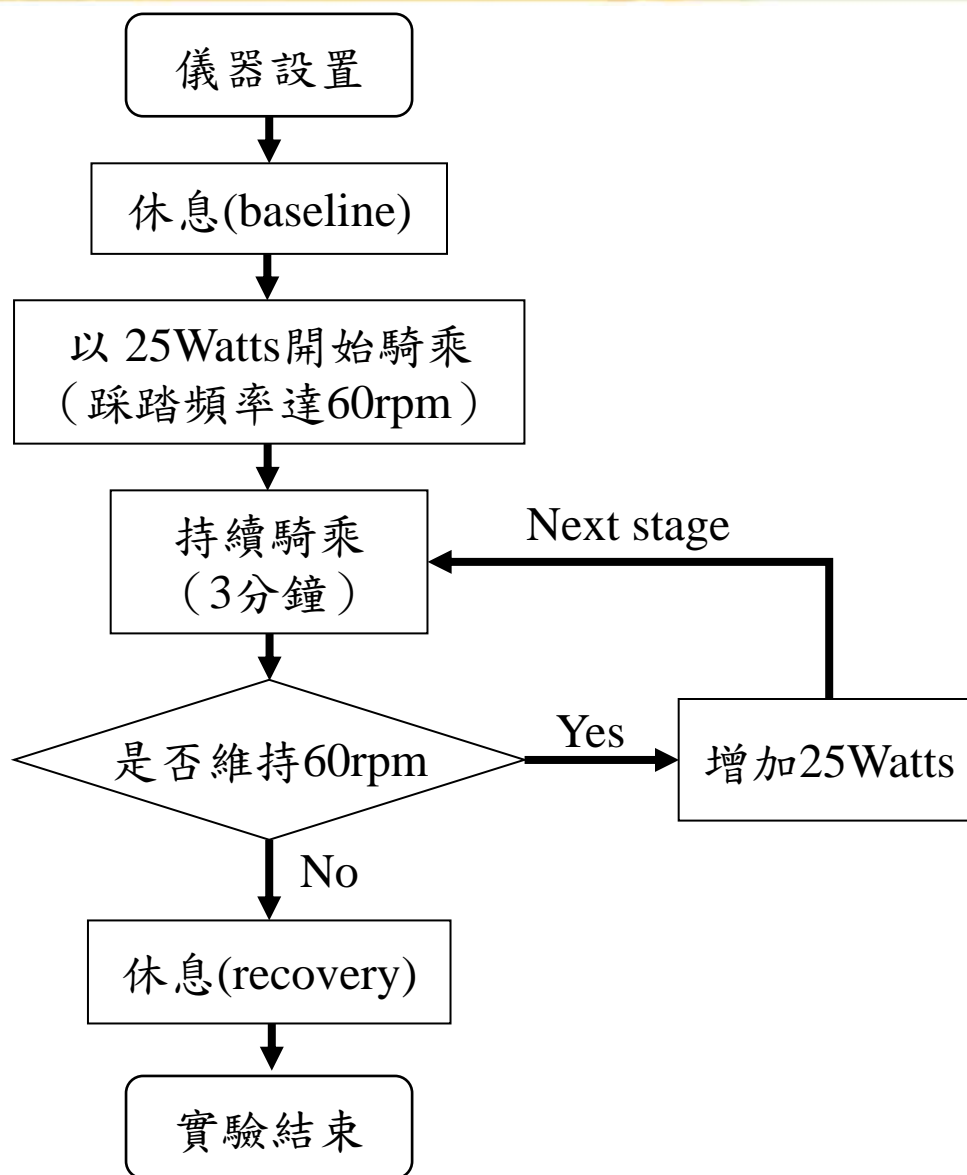 儀器設置
休息(baseline)
以 25Watts開始騎乘
（踩踏頻率達60rpm）
持續騎乘
（3分鐘）
Next stage
是否維持60rpm
Yes
增加25Watts
No
休息(recovery)
實驗結束